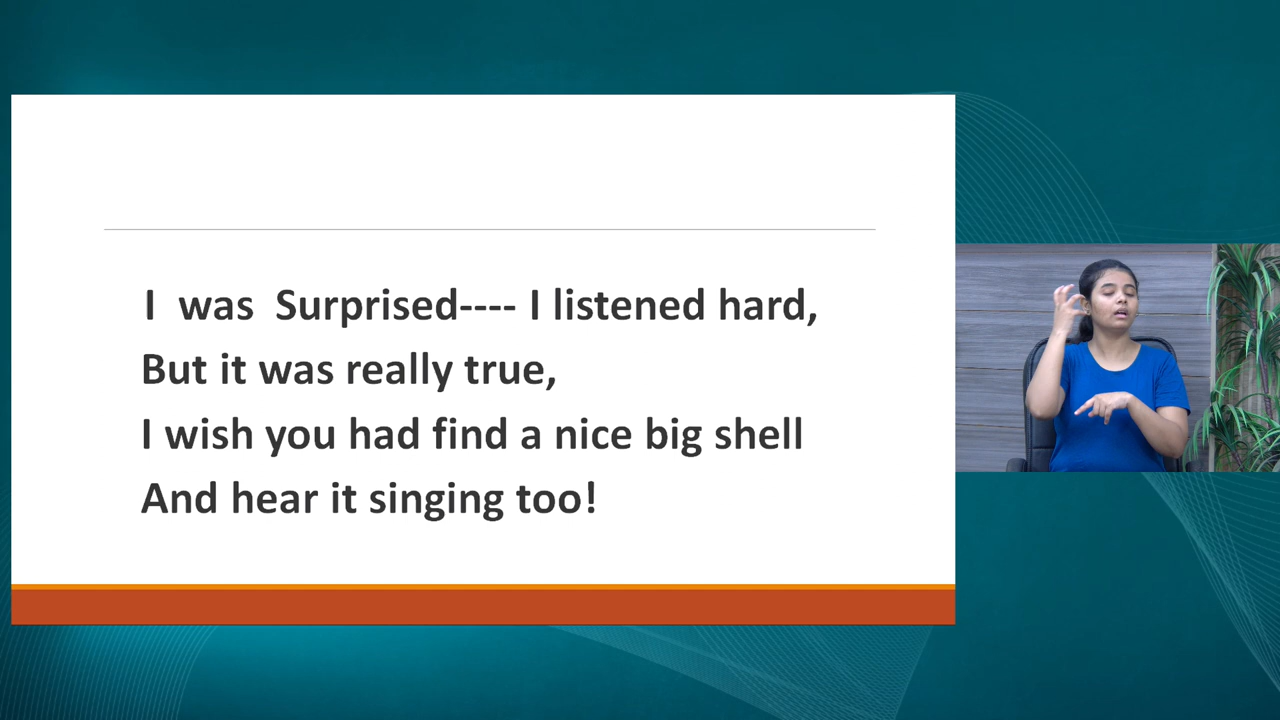 I was Surprised---- I listened hard,
But it was really true,
I wish you had find a nice big shell
And hear it singing too!